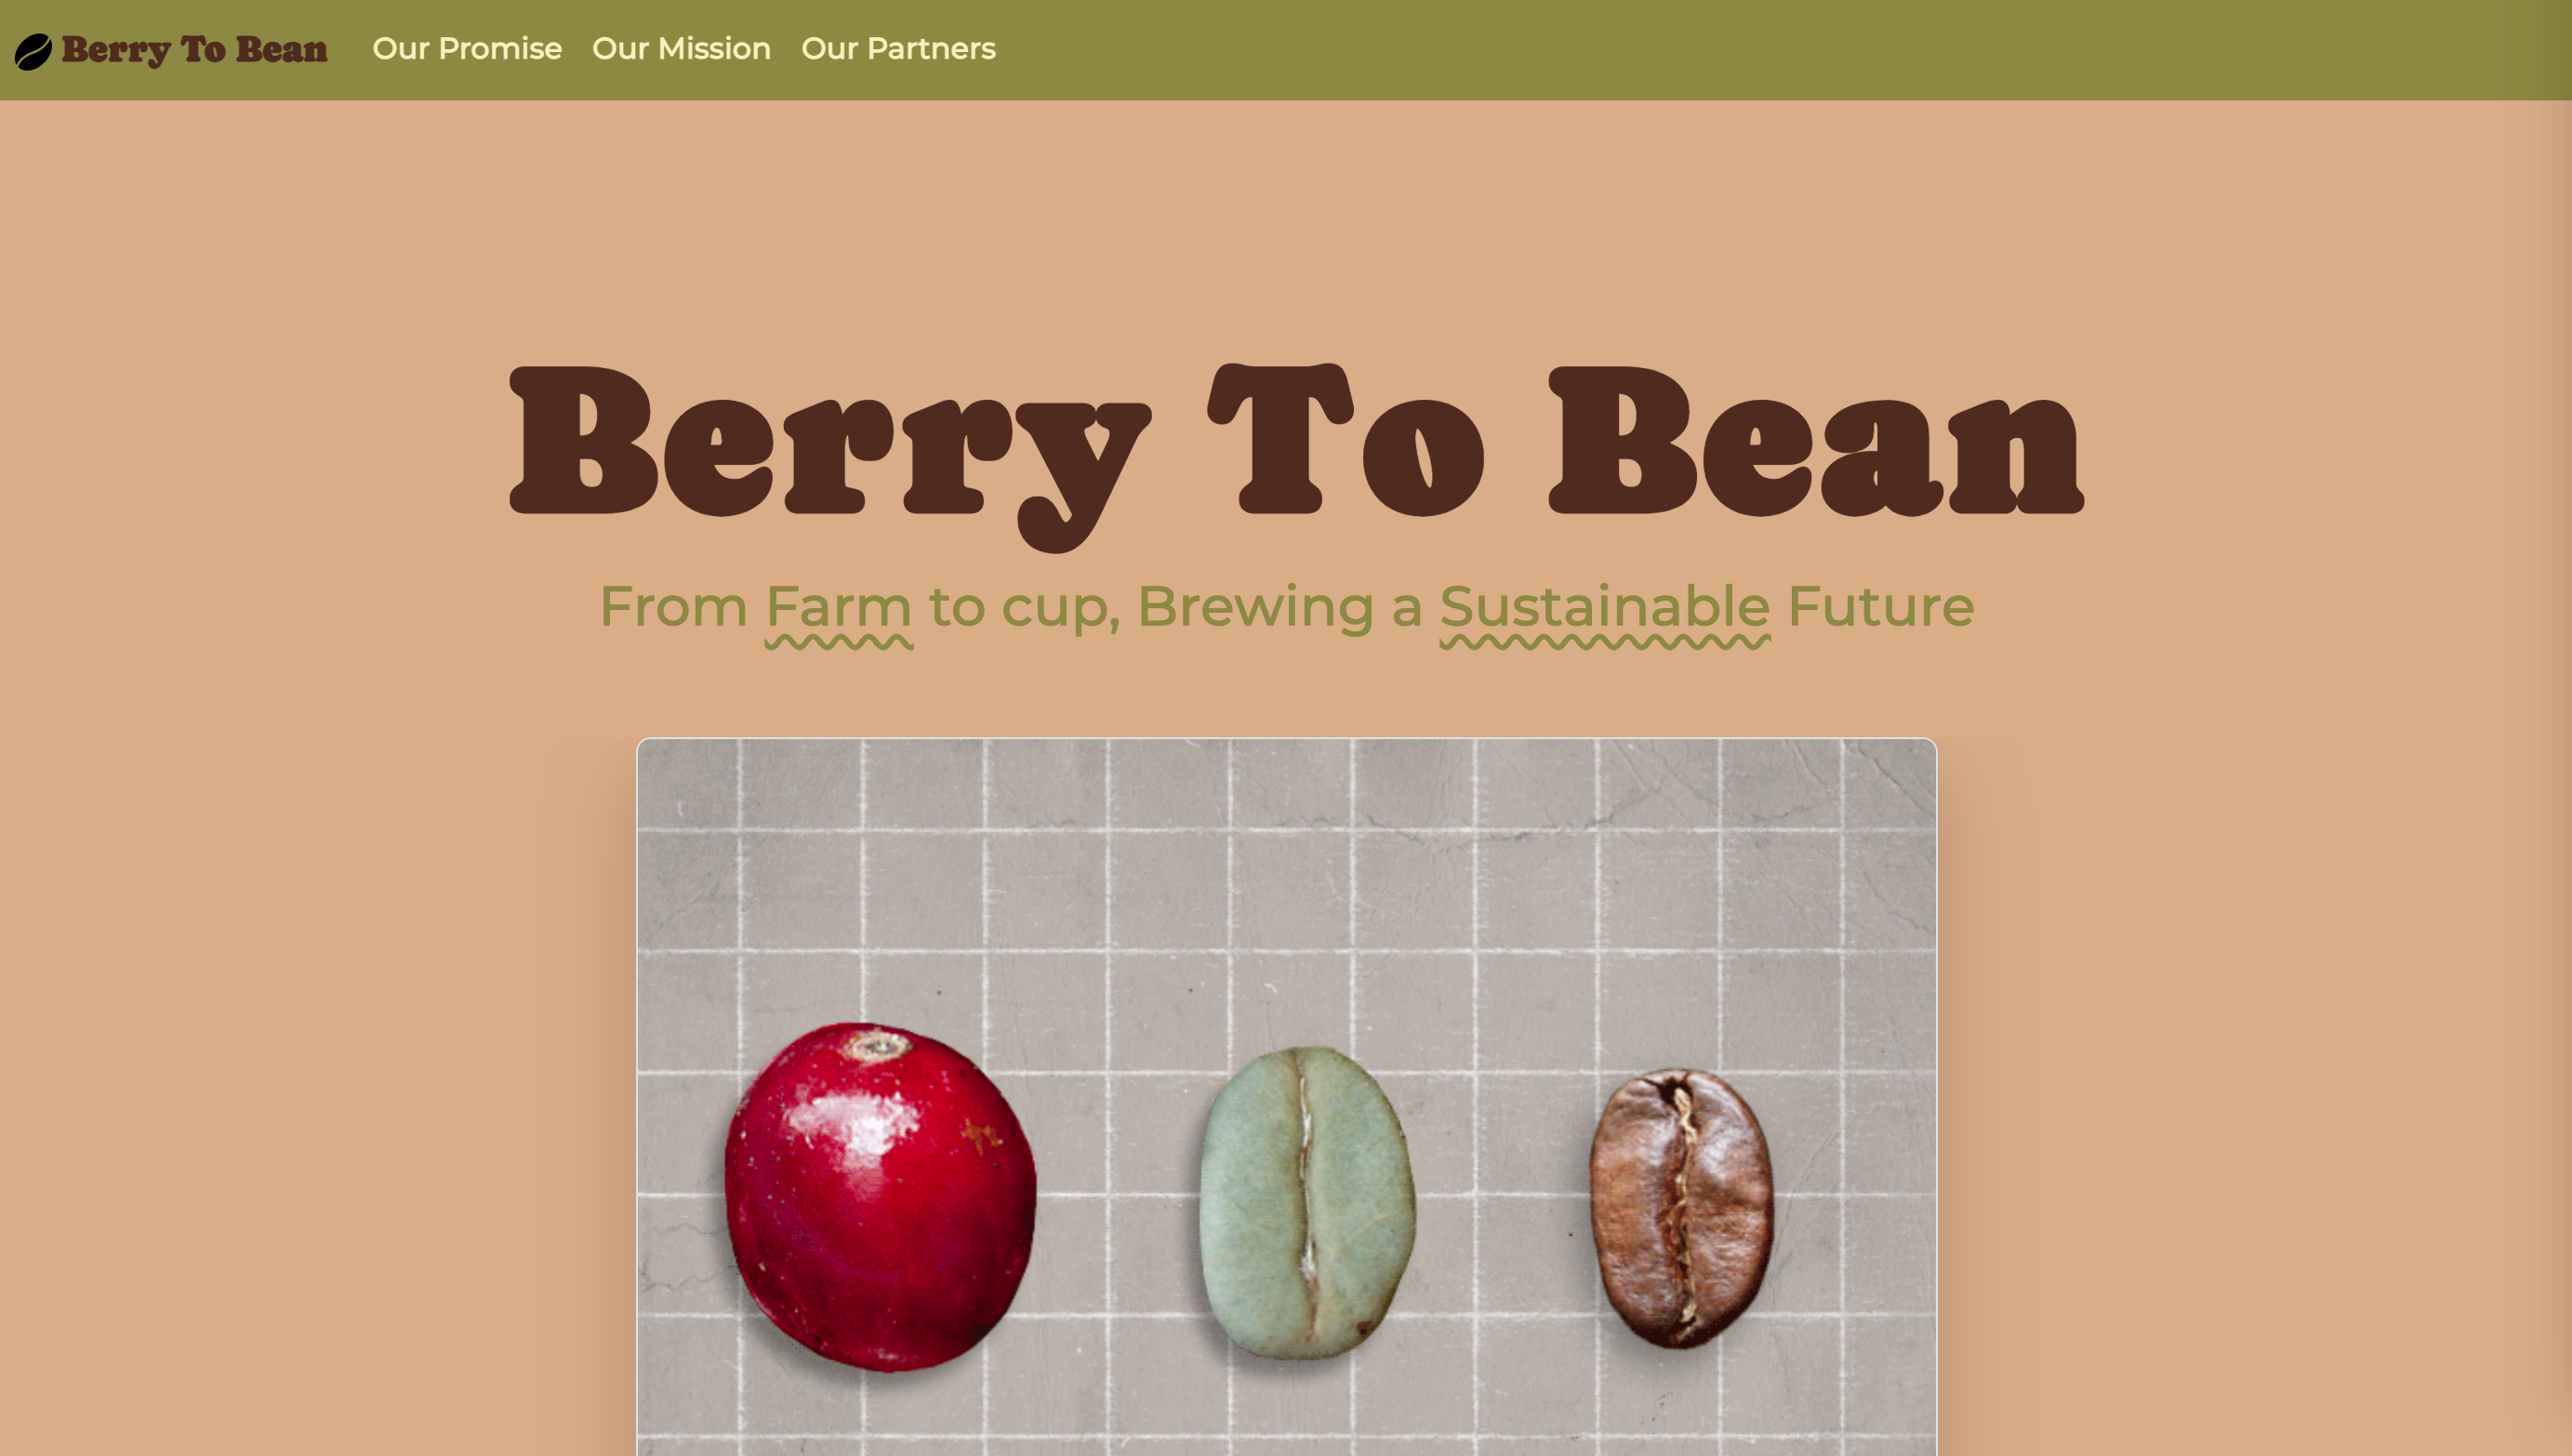 Berry To Bean Our Promise Our Mission Our Partners
Berry To Bean
From Farm to cup, Brewing a Sustainable Future